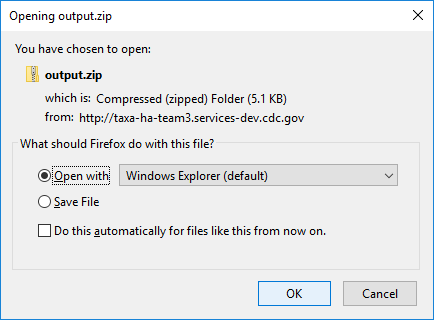 Opening output.zip
You have chosen to open:
output.zip
which is: Compressed (zipped) Folder (5.1 KB)
from: http://taxa-ha-team3.services-dev.cdc.gov
What should Firefox do with this file?
Open with Windows Explorer (default)
Save File
Do this automatically for files like this from now on.
OK Cancel